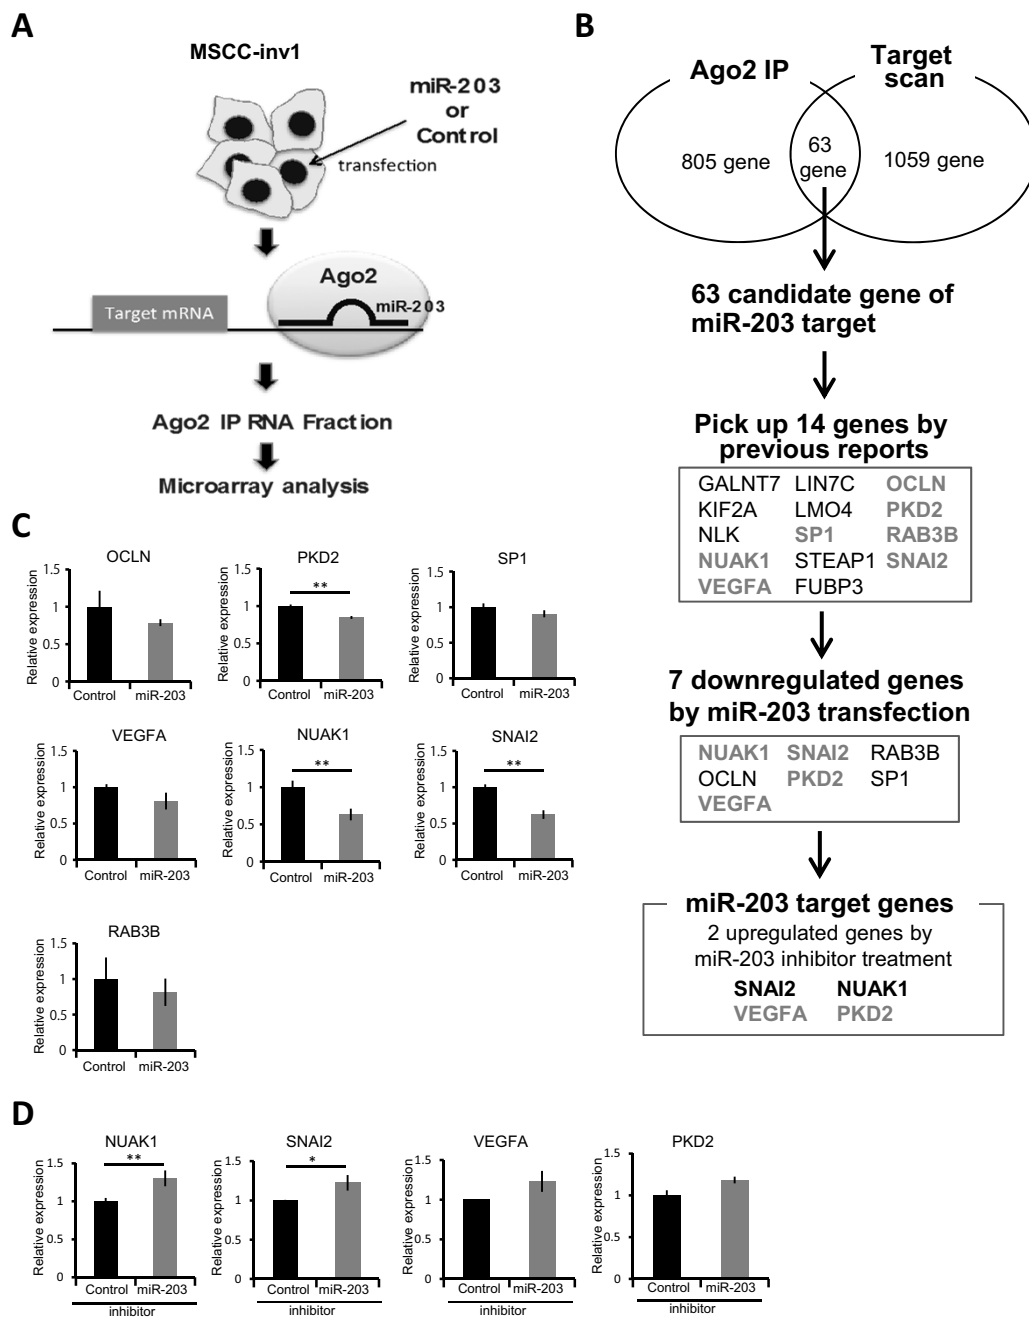 A
MSCC-inv1
miR-203
or
Control
transfection
Ago2
miR-203
Target mRNA
Ago2 IP RNA Fraction
Microarray analysis
B
Ago2 IP
Target
scan
805 gene
63
gene
1059 gene
63 candidate gene of
miR-203 target
Pick up 14 genes by
previous reports
GALNT7 LIN7C OCLN
KIF2A LMO4 PKD2
NLK SP1 RAB3B
NUAK1 STEAP1 SNAI2
VEGFA FUBP3
7 downregulated genes
by miR-203 transfection
NUAK1 SNAI2 RAB3B
OCLN PKD2 SP1
VEGFA
miR-203 target genes
2 upregulated genes by
miR-203 inhibitor treatment
SNAI2 NUAK1
VEGFA PKD2
C
OCLN
Relative expression
1.5
1
0.5
0
Control miR-203
PKD2
Relative expression
1.5
1
0.5
0
**
Control miR-203
SP1
Relative expression
1.5
1
0.5
0
Control miR-203
VEGFA
Relative expression
1.5
1
0.5
0
Control miR-203
NUAK1
Relative expression
1.5
1
0.5
0
**
Control miR-203
SNAI2
Relative expression
1.5
1
0.5
0
**
Control miR-203
RAB3B
Relative expression
1.5
1
0.5
0
Control miR-203
D
NUAK1
Relative expression
1.5
1
0.5
0
**
Control miR-203
inhibitor
SNAI2
Relative expression
1.5
1
0.5
0
*
Control miR-203
inhibitor
VEGFA
Relative expression
1.5
1
0.5
0
Control miR-203
inhibitor
PKD2
Relative expression
1.5
1
0.5
0
Control miR-203
inhibitor